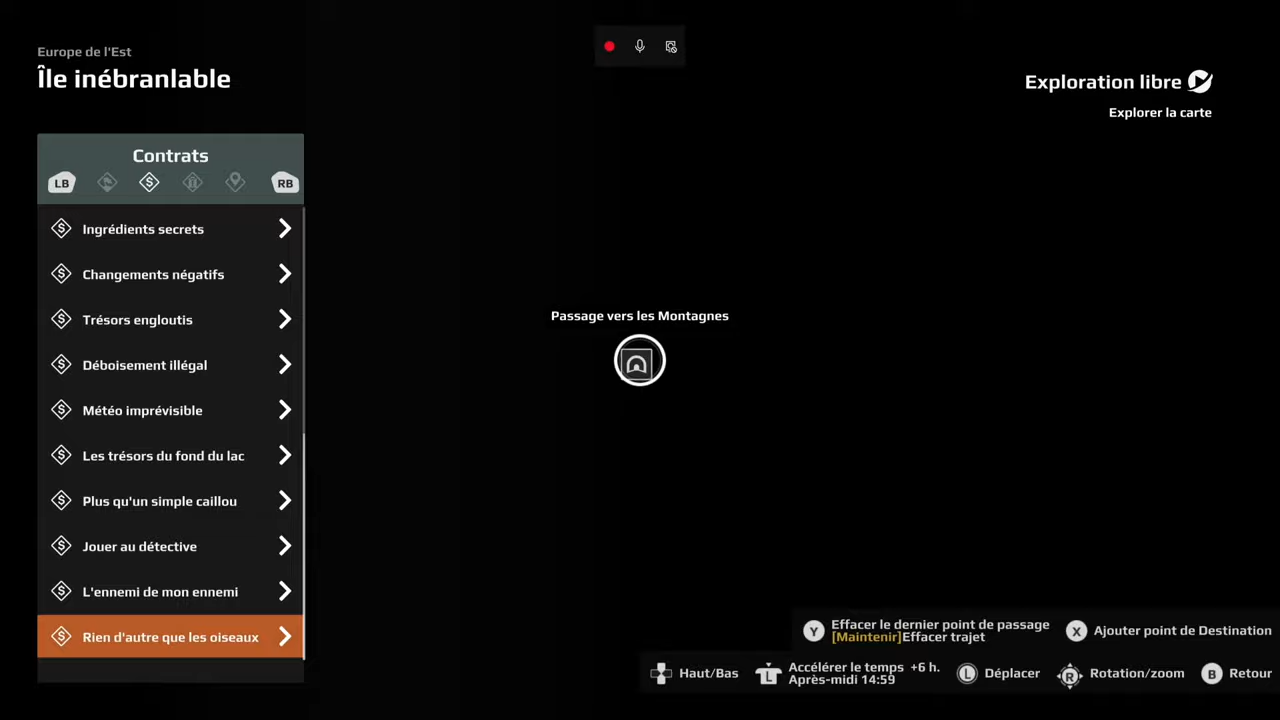 Europe de l'Est
Île inébranlable
Exploration libre
Explorer la carte
Contrats
LB
RB
Ingrédients secrets
Changements négatifs
Trésors engloutis
Déboisement illégal
Météo imprévisible
Les trésors du fond du lac
Plus qu'un simple caillou
Jouer au détective
L'ennemi de mon ennemi
Rien d'autre que les oiseaux
Passage vers les Montagnes
Y Effacer le dernier point de passage
[Maintenir]Effacer trajet
X Ajouter point de Destination
Haut/Bas
L Accélérer le temps +6 h.
Après-midi 14:59
L Déplacer
R Rotation/zoom
B Retour